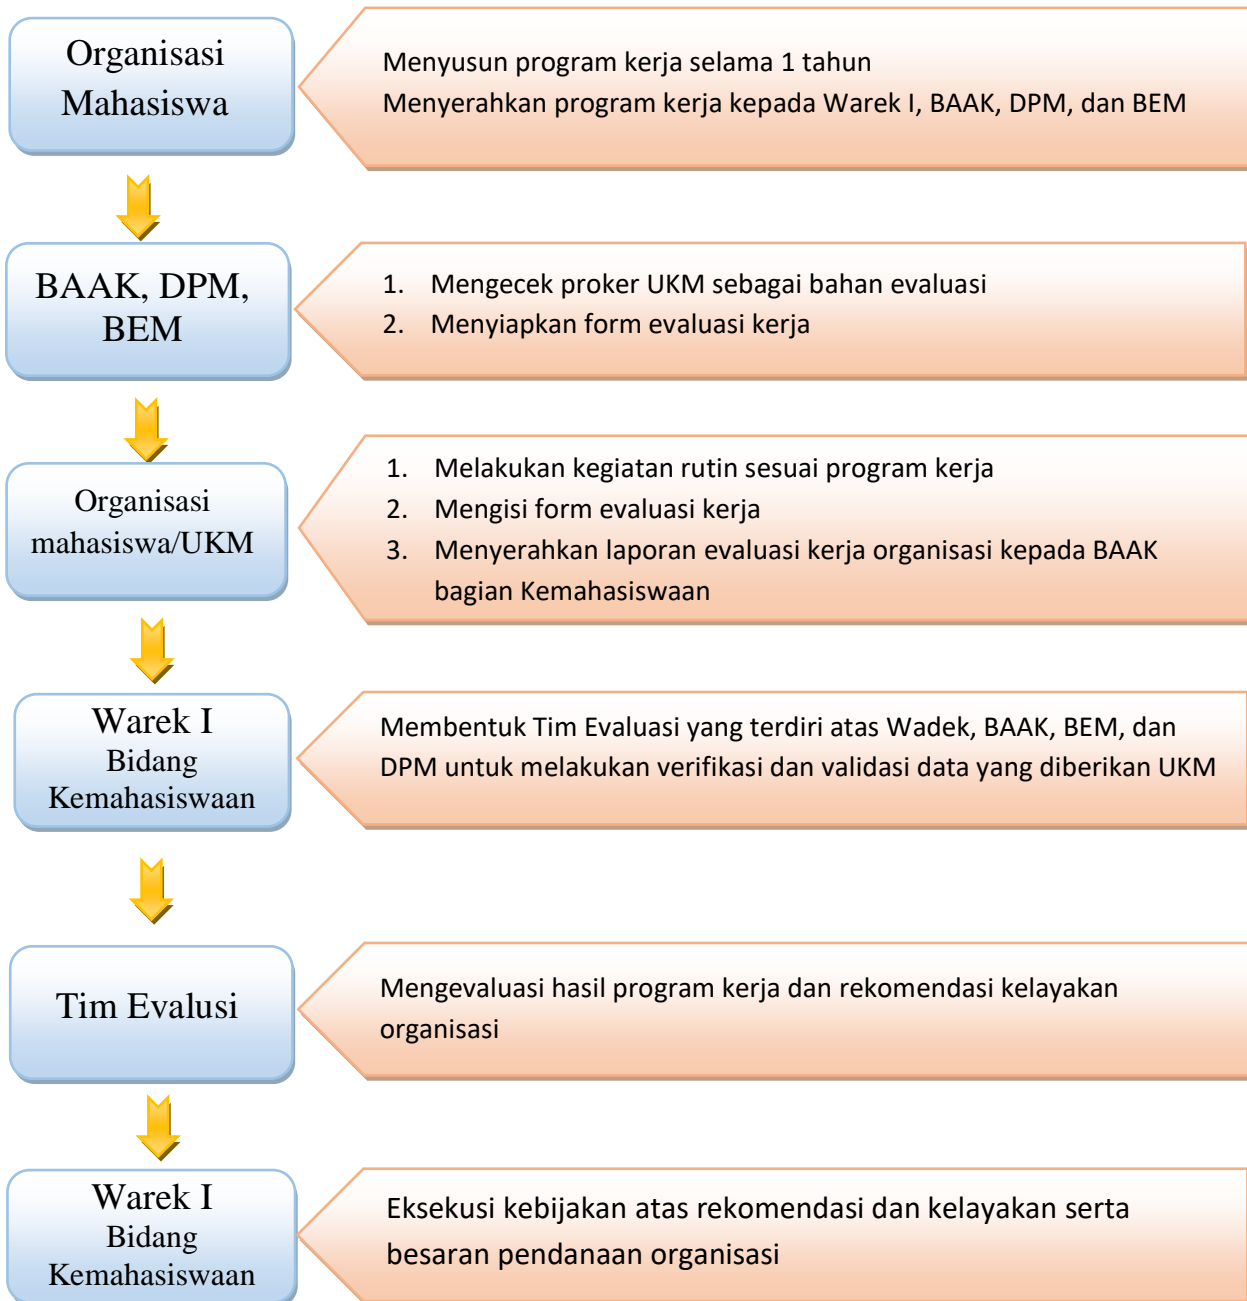 Organisasi
Mahasiswa
Menyusun program kerja selama 1 tahun
Menyerahkan program kerja kepada Warek I, BAAK, DPM, dan BEM
BAAK, DPM,
BEM
1. Mengecek proker UKM sebagai bahan evaluasi
2. Menyiapkan form evaluasi kerja
Organisasi
mahasiswa/UKM
1. Melakukan kegiatan rutin sesuai program kerja
2. Mengisi form evaluasi kerja
3. Menyerahkan laporan evaluasi kerja organisasi kepada BAAK
bagian Kemahasiswaan
Warek I
Bidang
Kemahasiswaan
Membentuk Tim Evaluasi yang terdiri atas Wadek, BAAK, BEM, dan
DPM untuk melakukan verifikasi dan validasi data yang diberikan UKM
Tim Evalusi
Mengevaluasi hasil program kerja dan rekomendasi kelayakan
organisasi
Warek I
Bidang
Kemahasiswaan
Eksekusi kebijakan atas rekomendasi dan kelayakan serta
besaran pendanaan organisasi